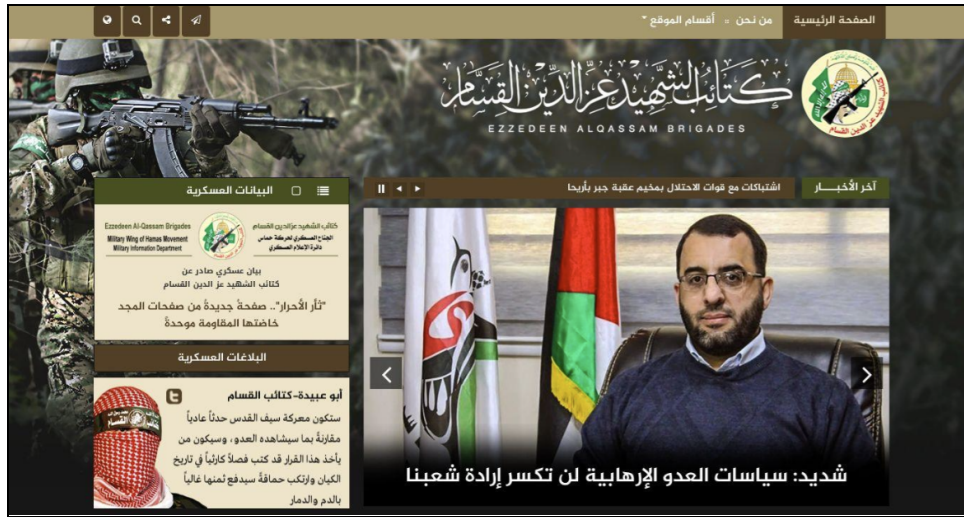 الصفحة الرئيسية
من نحن
أقسام الموقع
كتائب الشهيد عز الدين القسام
EZZEDEEN ALQASSAM BRIGADES
كتائب الشهيد عز الدين القسام
آخر الأخبـــار
اشتباكات مع قوات الاحتلال بمخيم عقبة جبر بأريحا
شديد: سياسات العدو الإرهابية لن تكسر إرادة شعبنا
البيانات العسكرية
كتائب الشهيد عزالدين القسام
الجناح العسكري لحركة حماس
دائرة الإعلام العسكري
Ezzedeen Al-Qassam Brigades
Military Wing of Hamas Movement
Military Information Department
بيان عسكري صادر عن
كتائب الشهيد عز الدين القسام
"ثأر الأحرار".. صفحةً جديدةً من صفحات المجد
خاضتها المقاومة موحدةً
البلاغات العسكرية
أبو عبيدة-كتائب القسام
ستكون معركة سيف القدس حدثاً عادياً
مقارنةً بما سيشاهده العدو، وسيكون من
يأخذ هذا القرار قد كتب فصلاً كارثياً في تاريخ
الكيان وارتكب حماقةً سيدفع ثمنها غالياً
بالدم والدمار